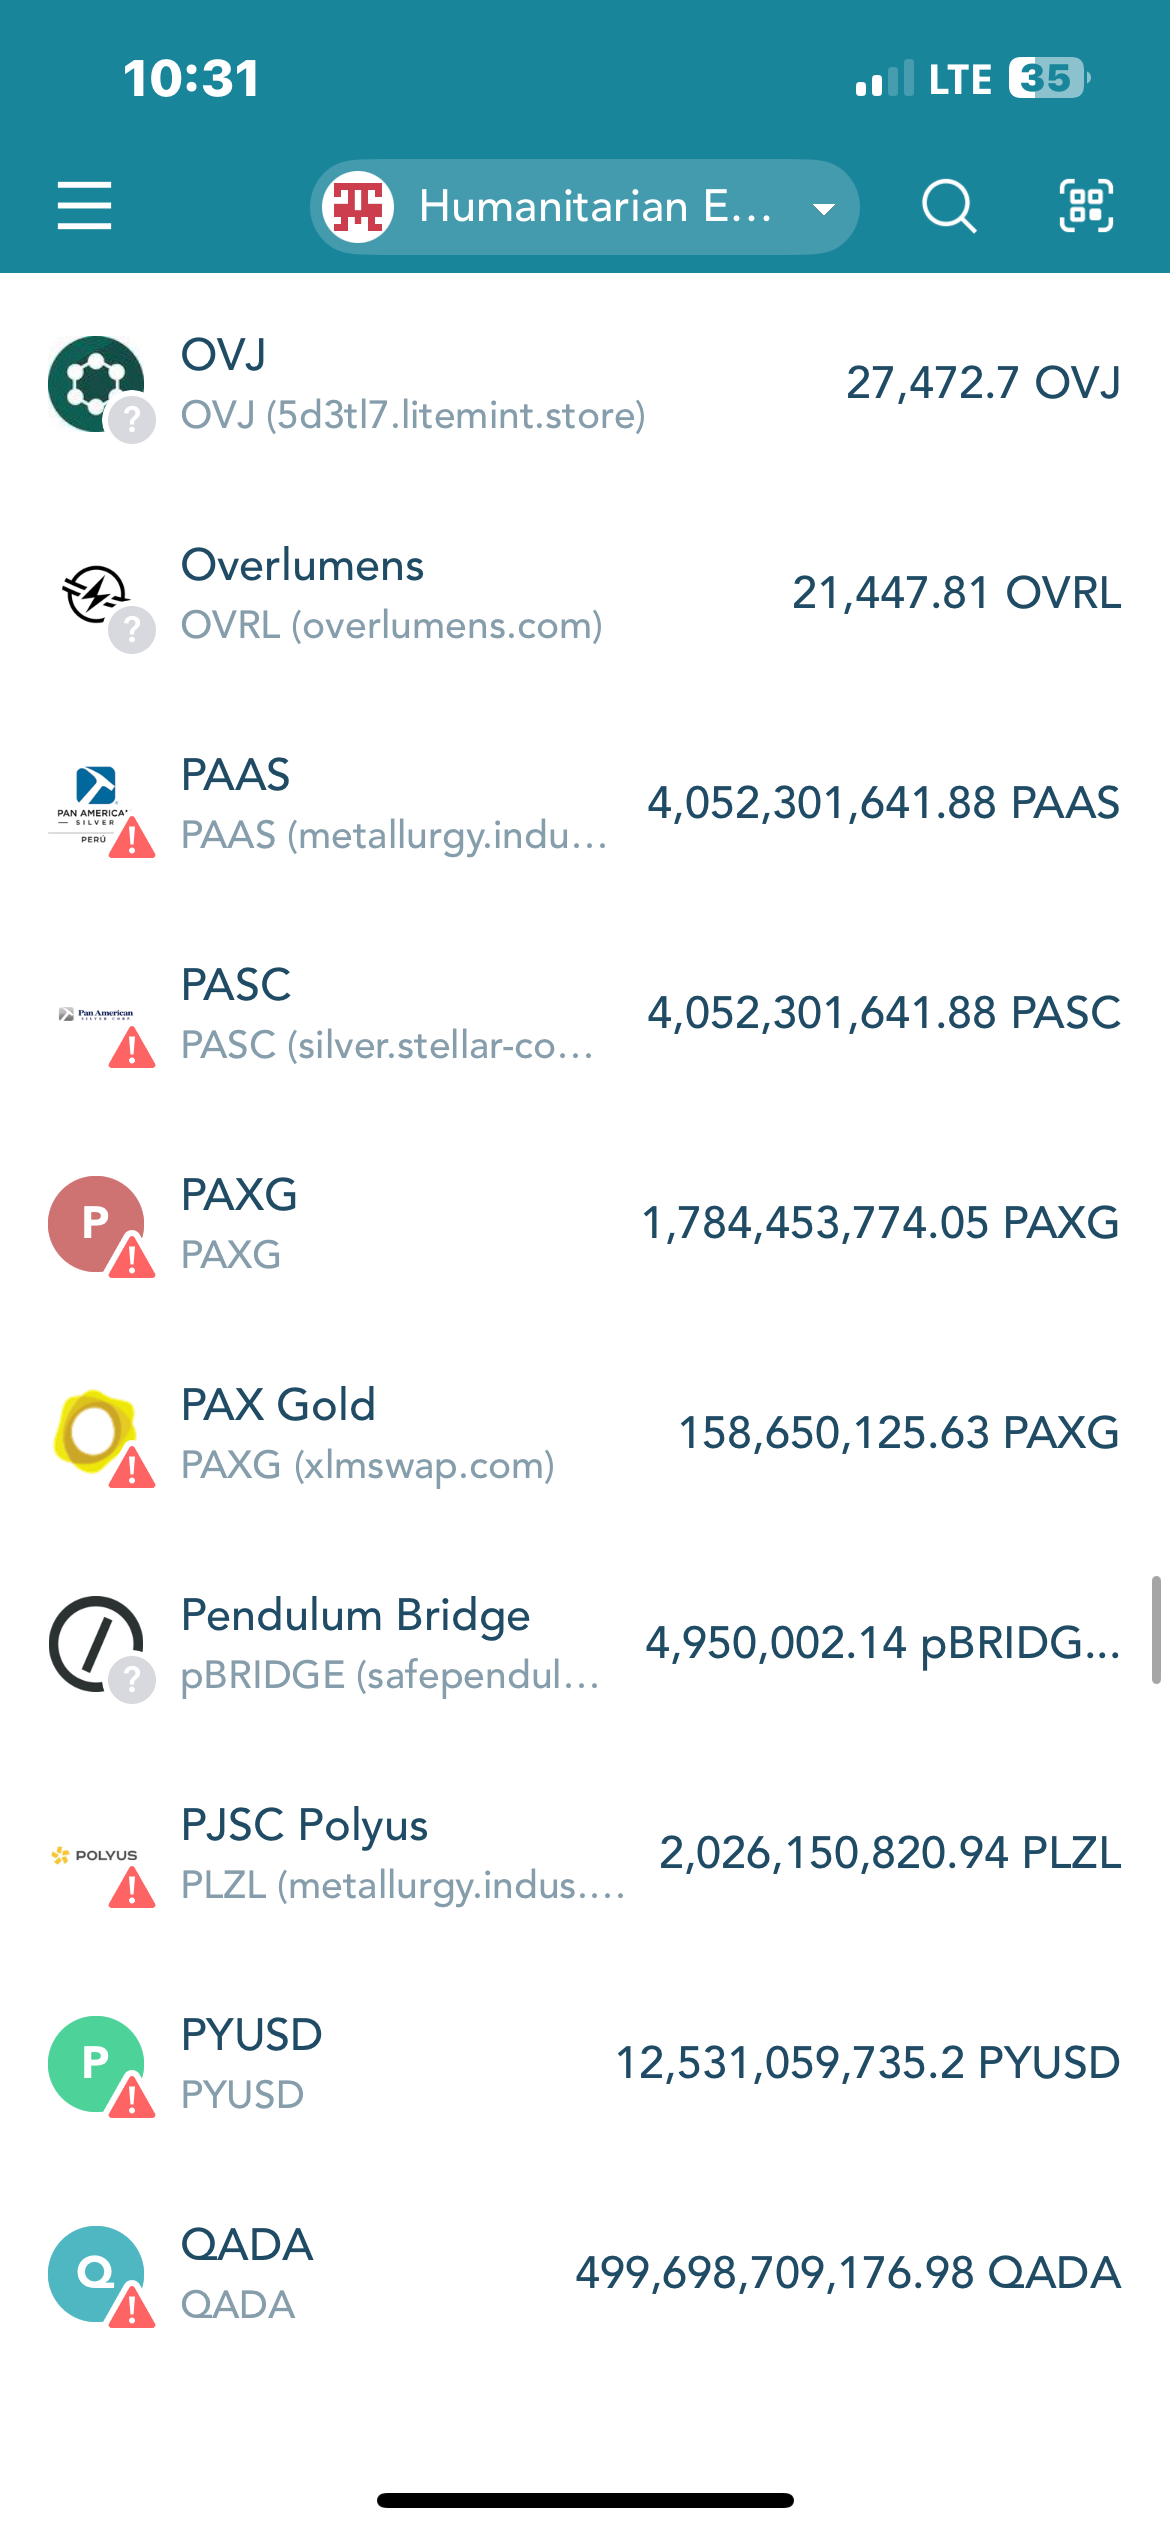 10:31
LTE 35
Humanitarian E...
OVJ
27,472.7 OVJ
OVJ (5d3tl7.litemint.store)
?
Overlumens
21,447.81 OVRL
OVRL (overlumens.com)
?
PAAS
4,052,301,641.88 PAAS
PAN AMERICA
SILVER
PERÚ
PAAS (metallurgy.indu...
PASC
4,052,301,641.88 PASC
Pan American
SILVER CORP
PASC (silver.stellar-co...
PAXG
P
1,784,453,774.05 PAXG
PAXG
PAX Gold
158,650,125.63 PAXG
PAXG (xlmswap.com)
Pendulum Bridge
4,950,002.14 pBRIDG...
pBRIDGE (safependul...
?
PJSC Polyus
2,026,150,820.94 PLZL
POLYUS
PLZL (metallurgy.indus....
PYUSD
P
12,531,059,735.2 PYUSD
PYUSD
QADA
Q
499,698,709,176.98 QADA
QADA